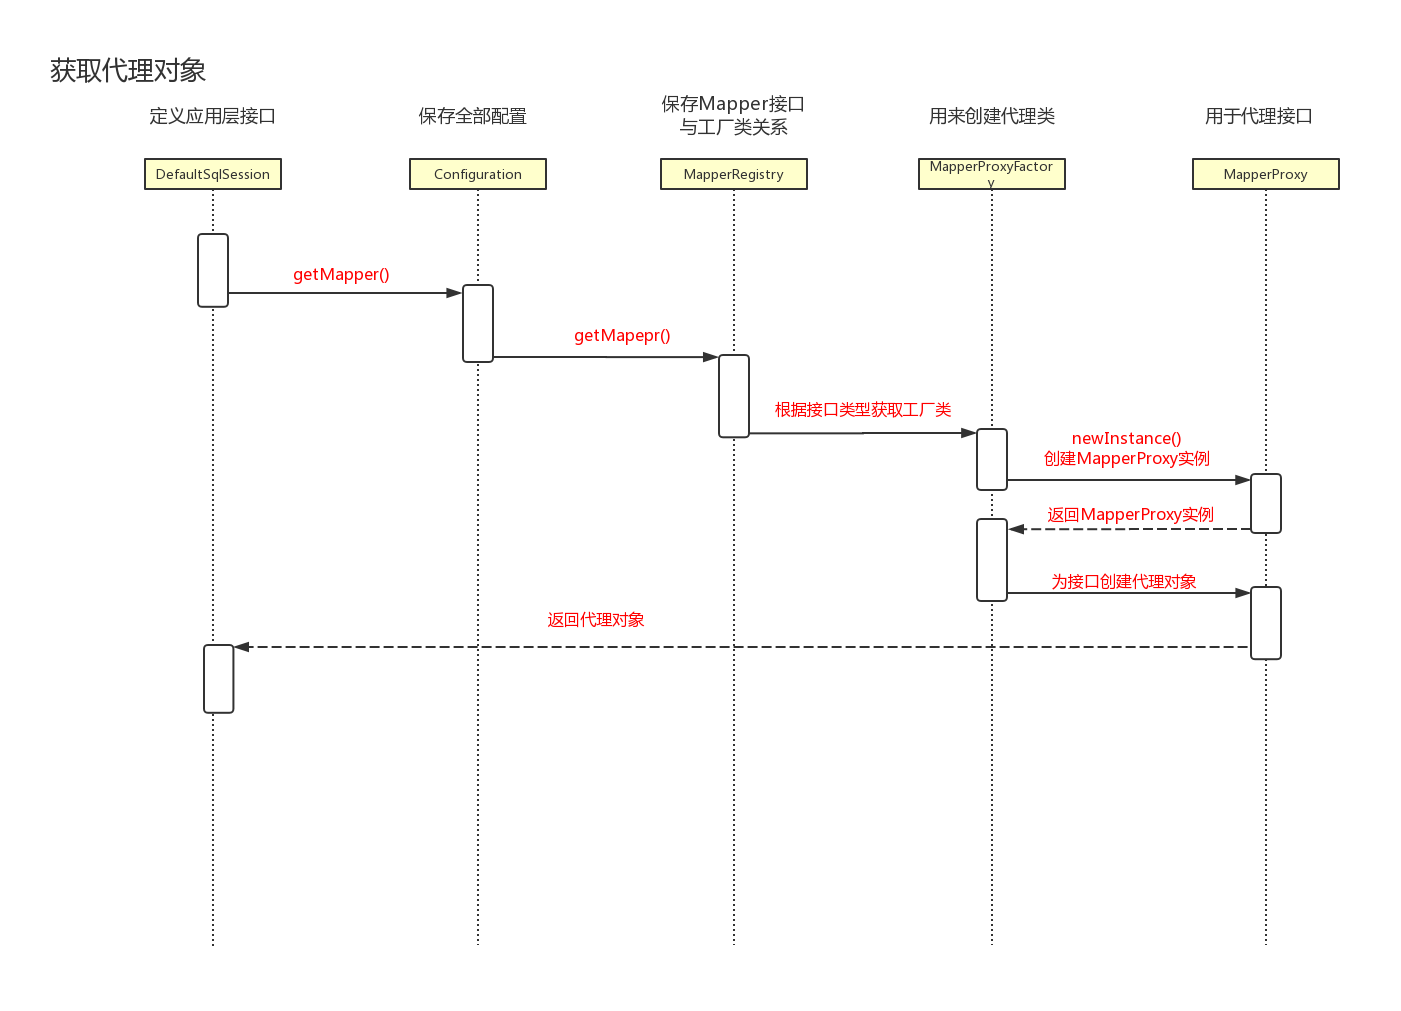 获取代理对象
定义应用层接口
保存全部配置
保存Mapper接口
与工厂类关系
用来创建代理类
用于代理接口
DefaultSqlSession
Configuration
MapperRegistry
MapperProxyFactor
y
MapperProxy
getMapper()
getMapepr()
根据接口类型获取工厂类
newInstance()
创建MapperProxy实例
返回MapperProxy实例
为接口创建代理对象
返回代理对象